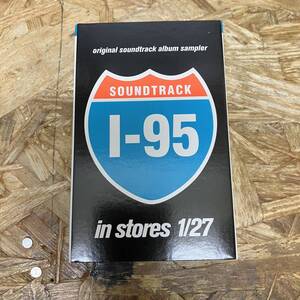 original soundtrack album sampler
SOUNDTRACK
I-95
in stores 1/27